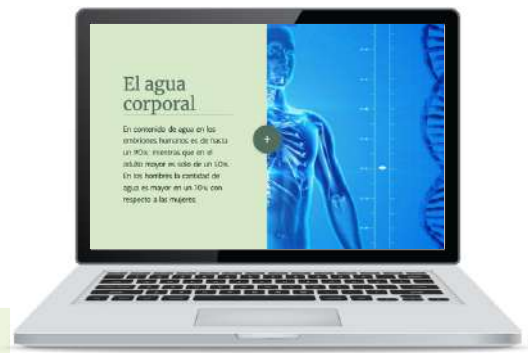 El agua
corporal
En contenido de agua en los
embriones humanos es de hasta
un 90%; mientras que en el
adulto mayor es solo de un 50%.
En los hombres la cantidad de
agua es mayor en un 10% con
respecto a las mujeres
+